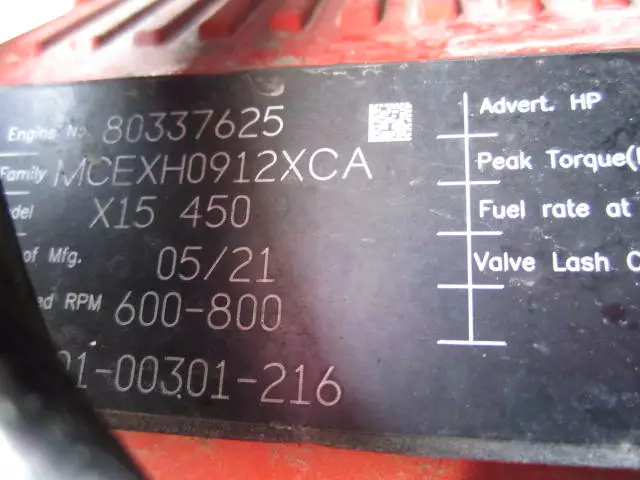 Engine No. 80337625
Family MCEXH0912XCA
del X15 450
of Mfg. 05/21
ed RPM 600-800
01-00301-216
Advert. HP
Peak Torque(
Fuel rate at
Valve Lash C